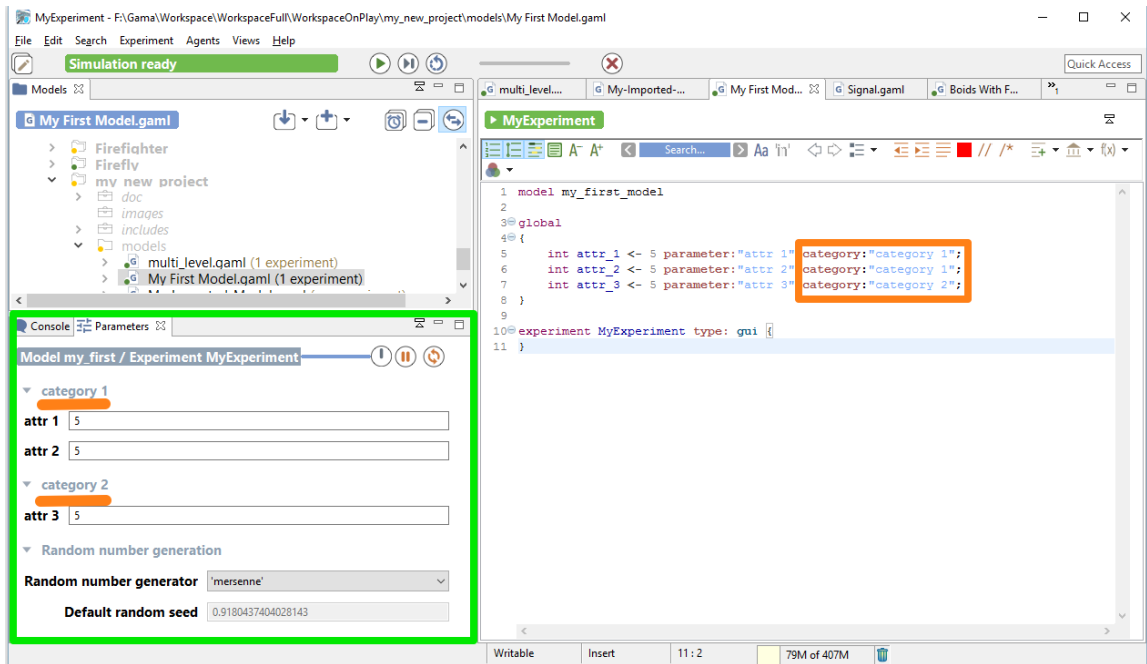 MyExperiment - F:\Gama\Workspace\WorkspaceFull\WorkspaceOnPlay\my_new_project\models\My First Model.gaml
File Edit Search Experiment Agents Views Help
Simulation ready
Quick Access
Models
G My First Model.gaml
Firefighter
Firefly
my_new_project
doc
images
includes
models
multi_level.gaml (1 experiment)
My First Model.gaml (1 experiment)
Console Parameters
Model my_first / Experiment MyExperiment
category 1
attr 1 5
attr 2 5
category 2
attr 3 5
Random number generation
Random number generator 'mersenne'
Default random seed 0.9180437404028143
G multi_level.... G My-Imported-... G My First Mod... G Signal.gaml G Boids With F... »1
MyExperiment
A- A+ Search... Aa 'in' // /* f(x)
1 model my_first_model
2
3 global
4 {
5 int attr_1 <- 5 parameter:"attr 1" category:"category 1";
6 int attr_2 <- 5 parameter:"attr 2" category:"category 1";
7 int attr_3 <- 5 parameter:"attr 3" category:"category 2";
8 }
9
10 experiment MyExperiment type: gui {
11 }
Writable Insert 11 : 2 79M of 407M